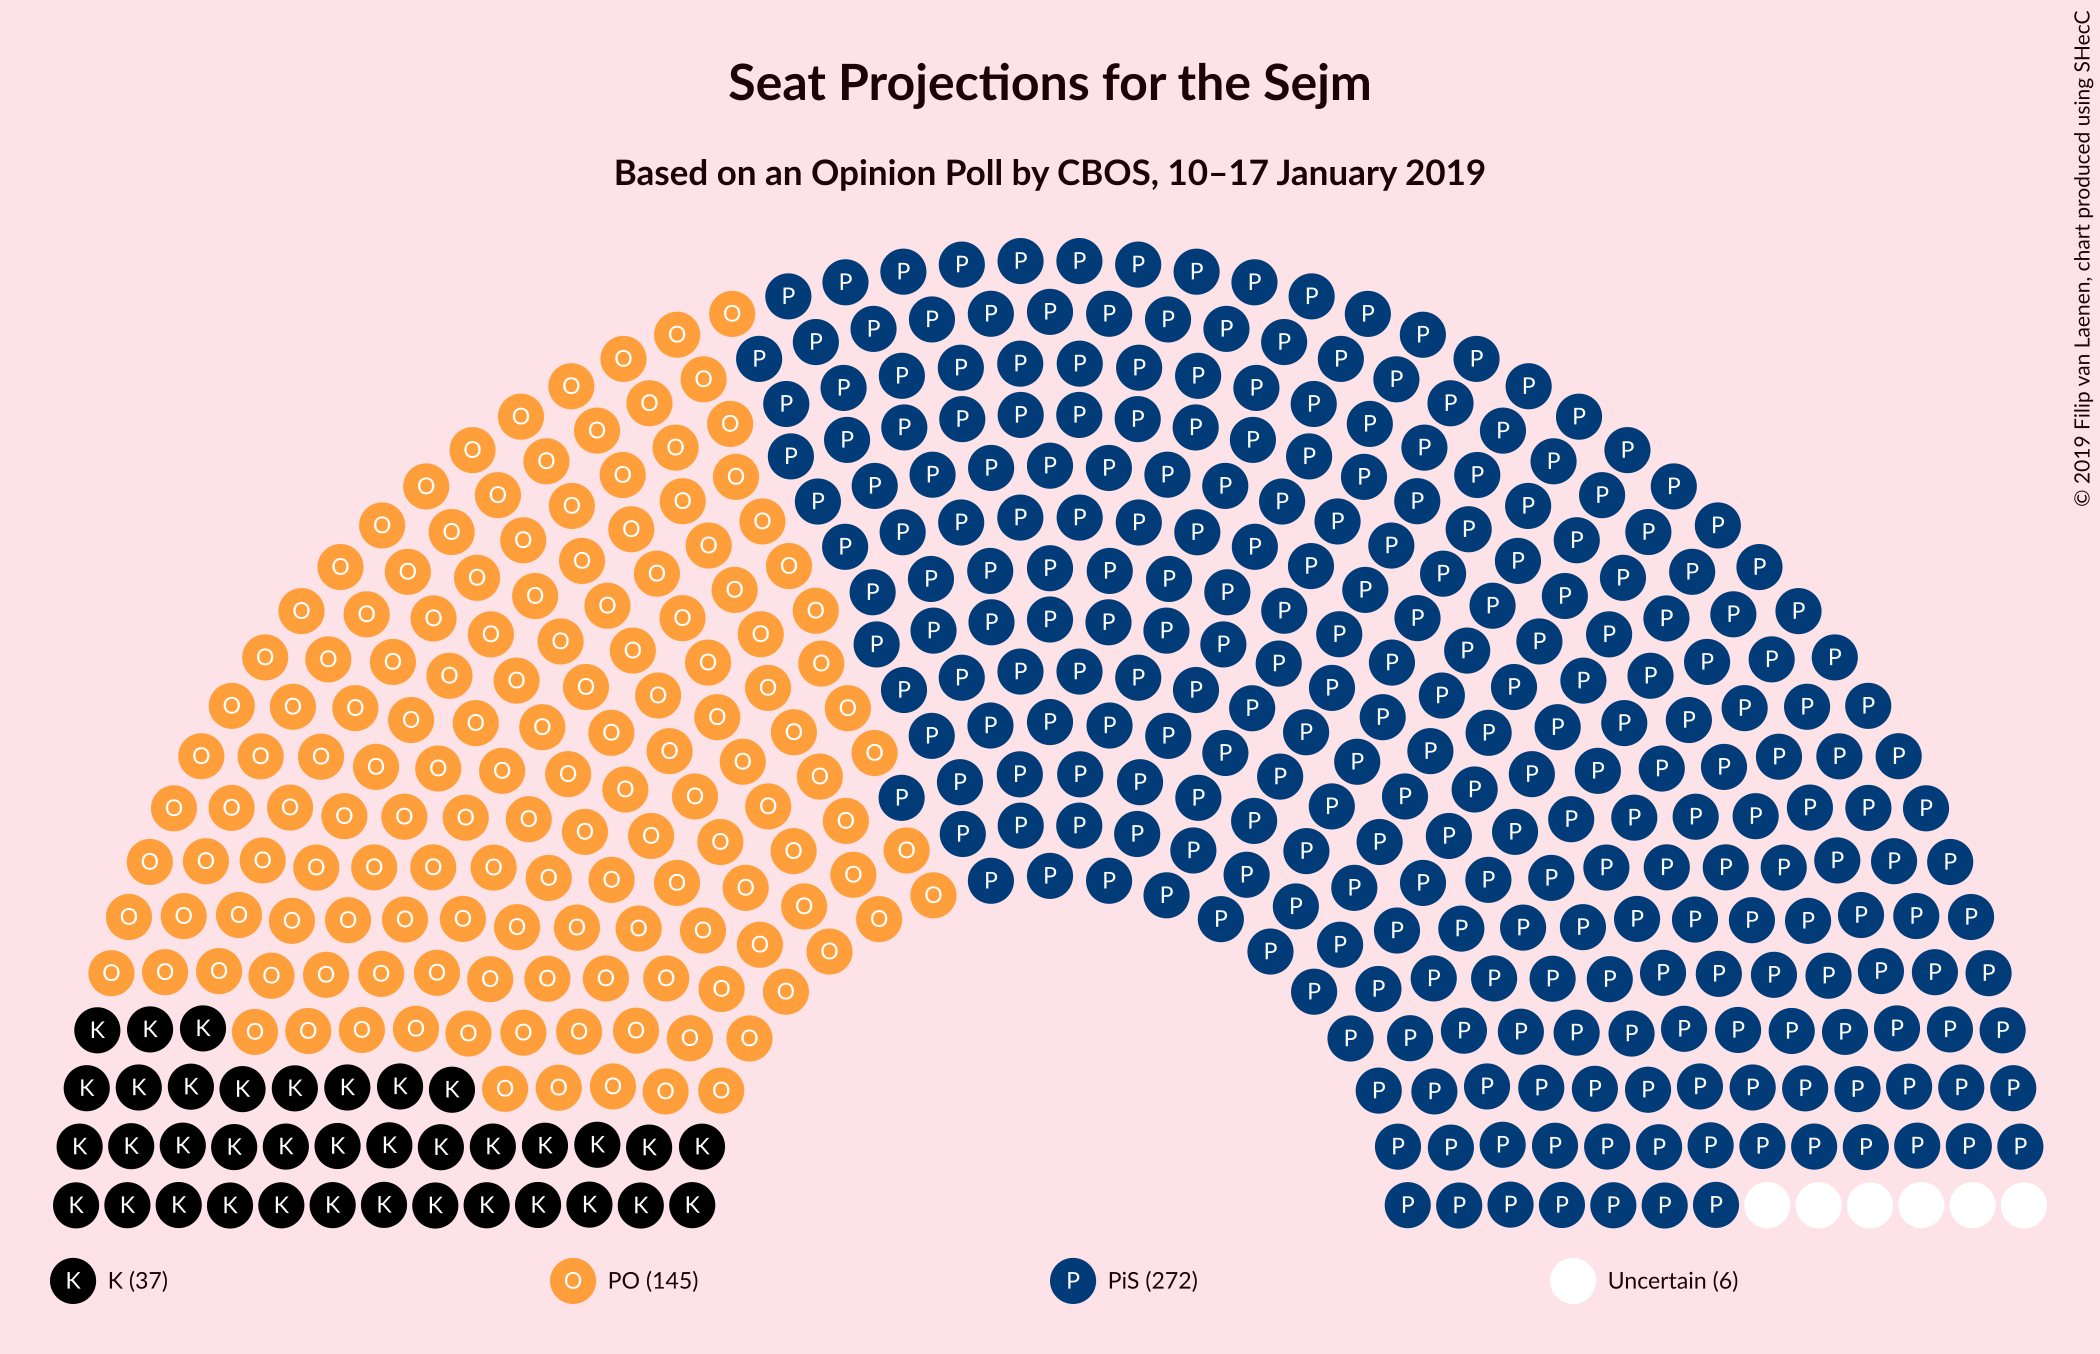 Seat Projections for the Sejm
Based on an Opinion Poll by CBOS, 10–17 January 2019
© 2019 Filip van Laenen, chart produced using SHecC
K K (37)
O PO (145)
P PiS (272)
Uncertain (6)